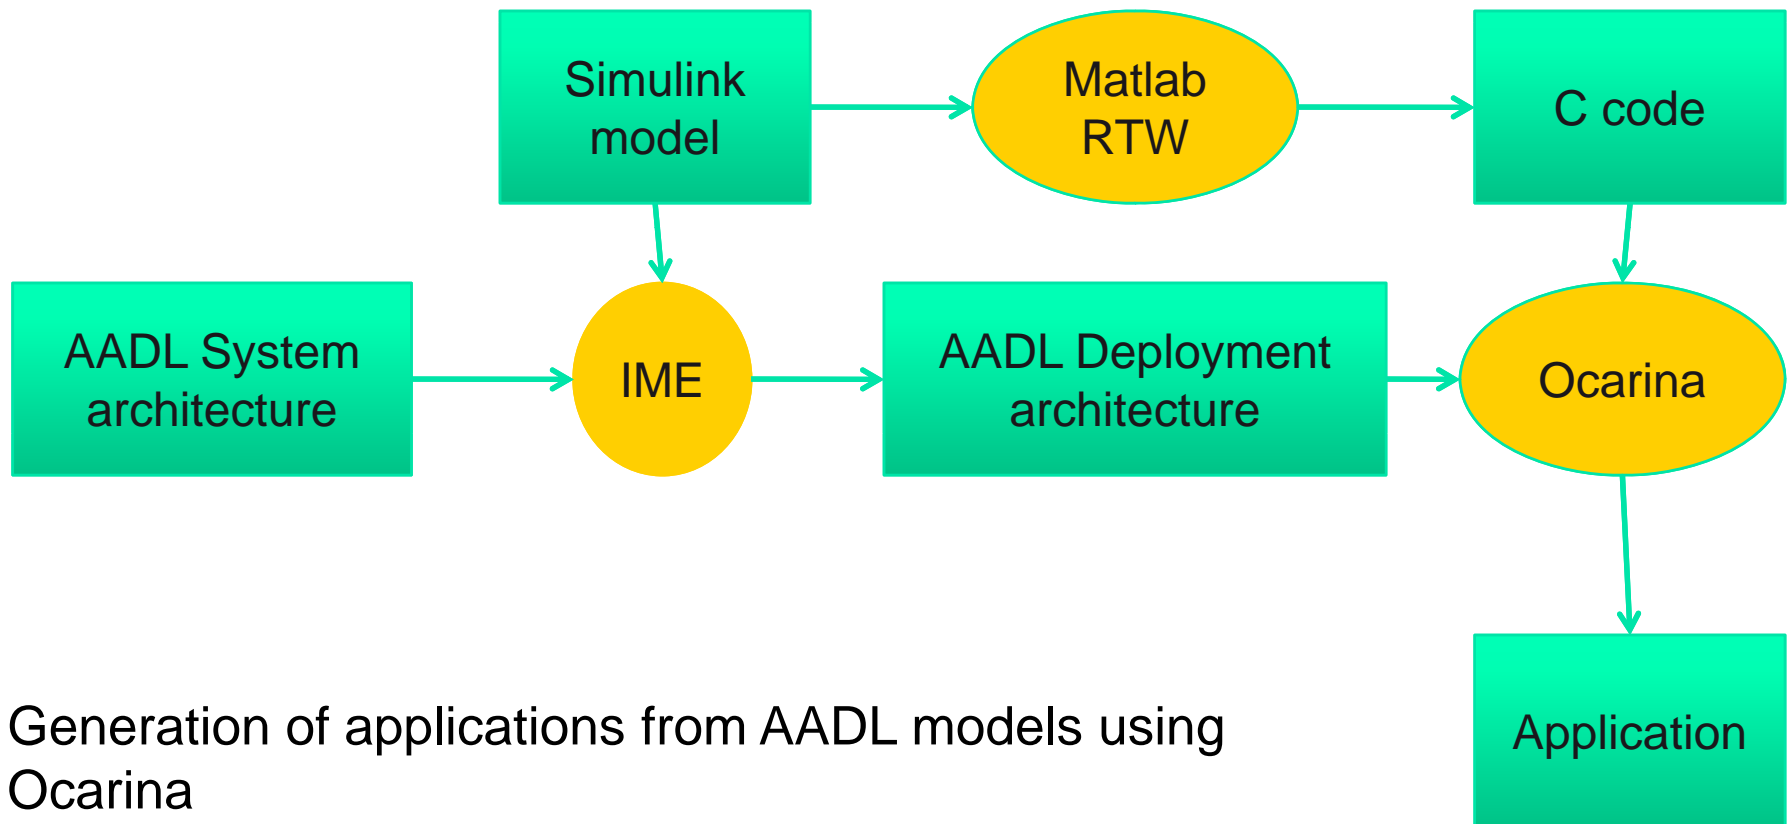 Simulink
model
Matlab
RTW
C code
AADL System
architecture
IME
AADL Deployment
architecture
Ocarina
Application
Generation of applications from AADL models using
Ocarina